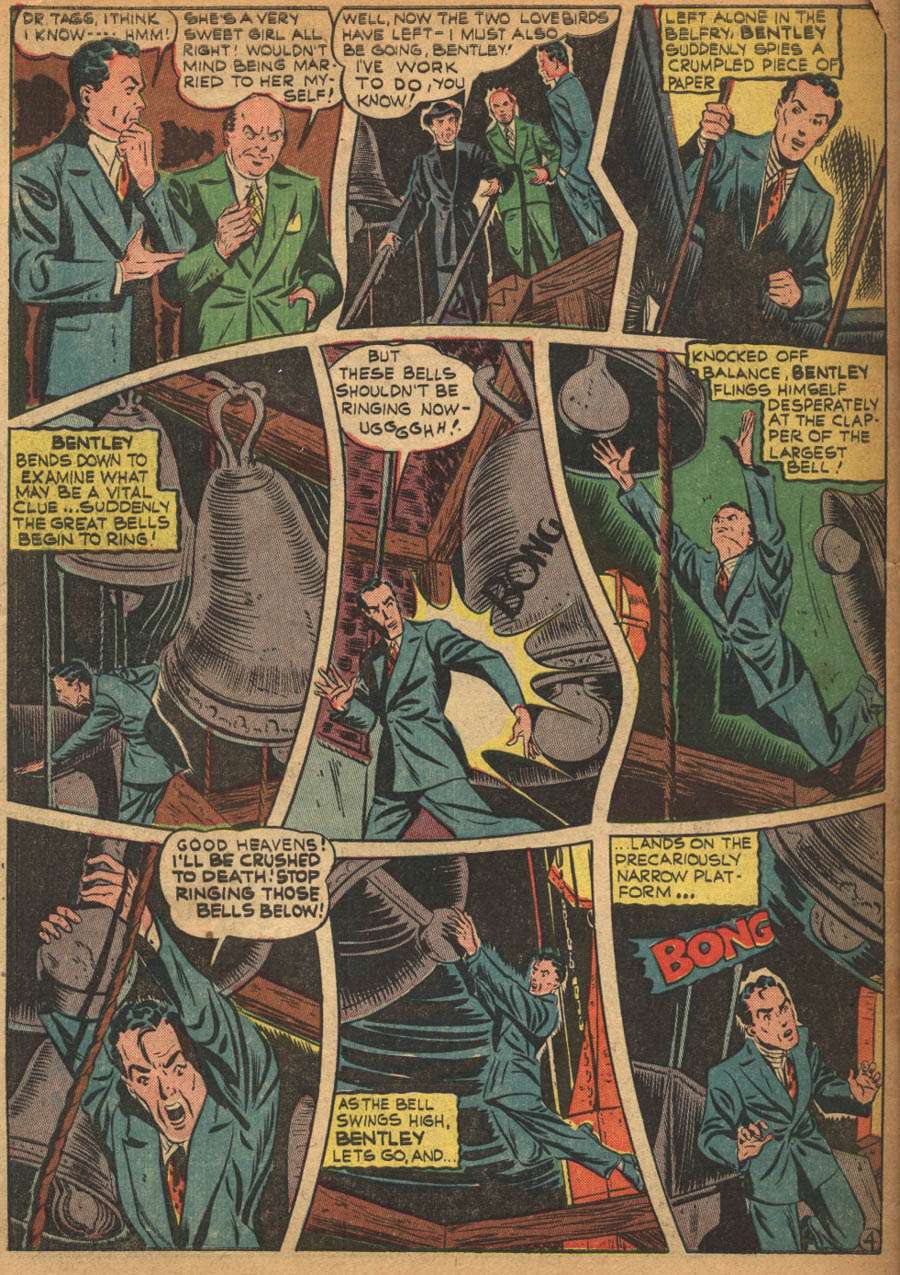 DR. TAGG, I THINK
I KNOW---- HMM!
SHE'S A VERY
SWEET GIRL ALL
RIGHT! WOULDN'T
MIND BEING MAR-
RIED TO HER MY-
SELF!
WELL, NOW THE TWO LOVEBIRDS
HAVE LEFT- I MUST ALSO
BE GOING, BENTLEY!
I'VE WORK
TO DO, YOU
KNOW!
LEFT ALONE IN THE
BELFRY, BENTLEY
SUDDENLY SPIES A
CRUMPLED PIECE OF
PAPER
BENTLEY
BENDS DOWN TO
EXAMINE WHAT
MAY BE A VITAL
CLUE...SUDDENLY
THE GREAT BELLS
BEGIN TO RING!
BUT
THESE BELLS
SHOULDN'T BE
RINGING NOW-
UGGGGHH!
BONG
KNOCKED OFF
BALANCE, BENTLEY
FLINGS HIMSELF
DESPERATELY
AT THE CLAP-
PER OF THE
LARGEST
BELL!
GOOD HEAVENS!
I'LL BE CRUSHED
TO DEATH! STOP
RINGING THOSE
BELLS BELOW!
AS THE BELL
SWINGS HIGH,
BENTLEY
LETS GO, AND...
...LANDS ON THE
PRECARIOUSLY
NARROW PLAT-
FORM...
BONG
4